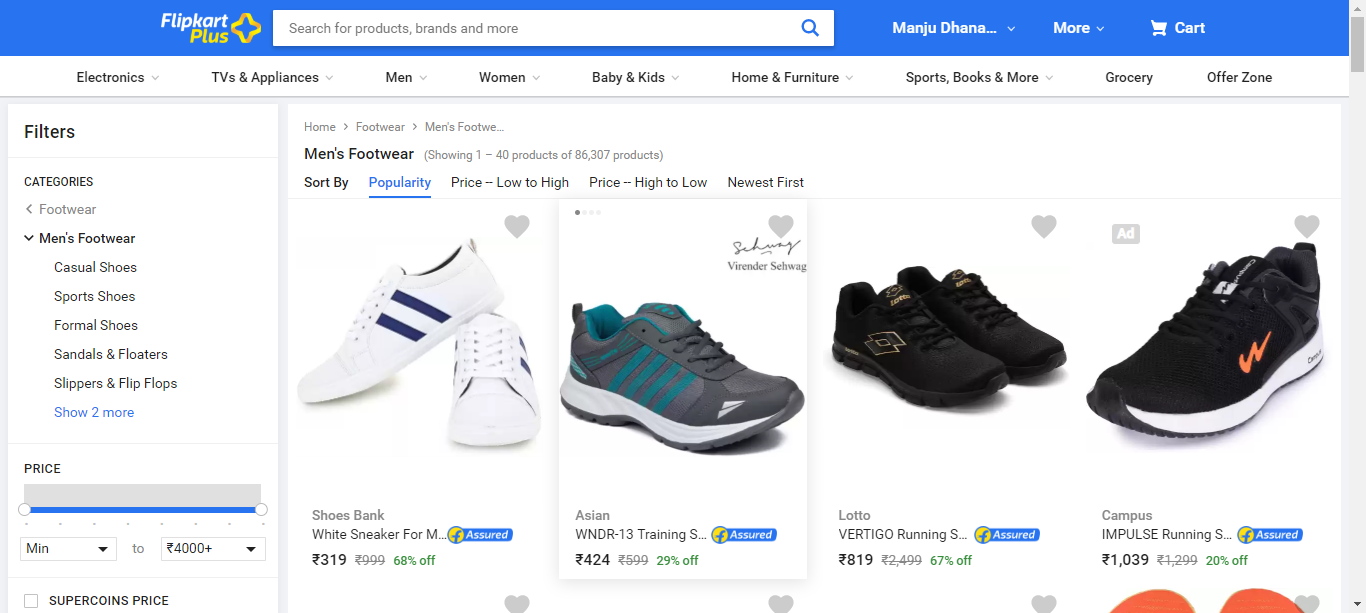 Flipkart
Plus
Search for products, brands and more
Manju Dhana...
More
Cart
Electronics
TVs & Appliances
Men
Women
Baby & Kids
Home & Furniture
Sports, Books & More
Grocery
Offer Zone
Filters
CATEGORIES
Footwear
Men's Footwear
Casual Shoes
Sports Shoes
Formal Shoes
Sandals & Floaters
Slippers & Flip Flops
Show 2 more
PRICE
Min
to
₹4000+
SUPERCOINS PRICE
Home
Footwear
Men's Footwe...
Men's Footwear (Showing 1 – 40 products of 86,307 products)
Sort By Popularity Price -- Low to High Price -- High to Low Newest First
Shoes Bank
White Sneaker For M... Assured
₹319 ₹999 68% off
Sehwag
Virender Sehwag
Asian
WNDR-13 Training S... Assured
₹424 ₹599 29% off
Lotto
Lotto
VERTIGO Running S... Assured
₹819 ₹2,499 67% off
Ad
Campus
Campus
IMPULSE Running S... Assured
₹1,039 ₹1,299 20% off